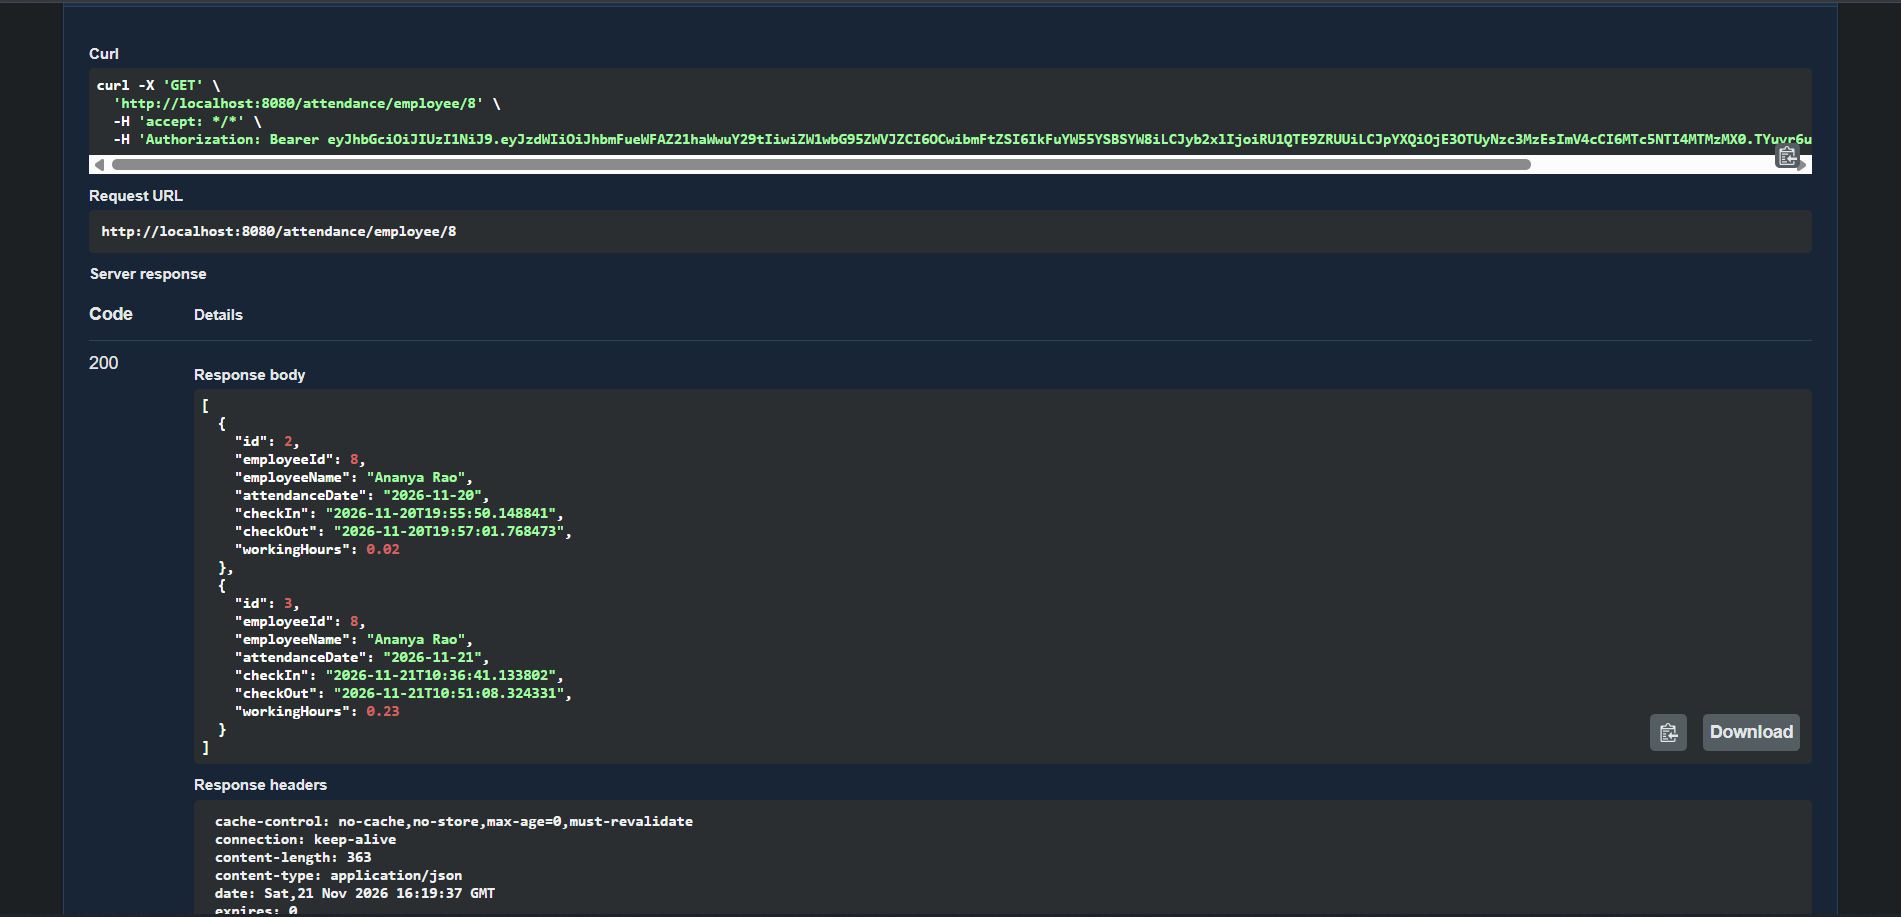 Curl
curl -X 'GET' \
'http://localhost:8080/attendance/employee/8' \
-H 'accept: */*' \
-H 'Authorization: Bearer eyJhbGciOiJIUzI1NiJ9.eyJzdWIiOiJhbmFueWFAZ21haWwuY29tIiwiZW1wbG95ZWVJZCI6OCwibmFtZSI6IkFuYW55YSBSYW8iLCJyb2xlIjoiRU1QTE9ZRUUiLCJpYXQiOjE3OTUyNzc3MzEsImV4cCI6MTc5NTI4MTMzMX0.TYuvr6u
Request URL
http://localhost:8080/attendance/employee/8
Server response
Code Details
200
Response body
[
{
"id": 2,
"employeeId": 8,
"employeeName": "Ananya Rao",
"attendanceDate": "2026-11-20",
"checkIn": "2026-11-20T19:55:50.148841",
"checkOut": "2026-11-20T19:57:01.768473",
"workingHours": 0.02
},
{
"id": 3,
"employeeId": 8,
"employeeName": "Ananya Rao",
"attendanceDate": "2026-11-21",
"checkIn": "2026-11-21T10:36:41.133802",
"checkOut": "2026-11-21T10:51:08.324331",
"workingHours": 0.23
}
]
Download
Response headers
cache-control: no-cache,no-store,max-age=0,must-revalidate
connection: keep-alive
content-length: 363
content-type: application/json
date: Sat,21 Nov 2026 16:19:37 GMT
expires: 0